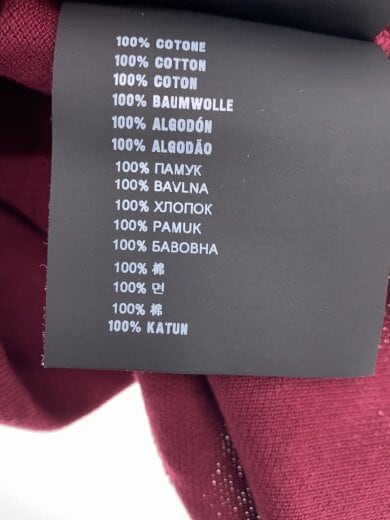 100% COTONE
100% COTTON
100% COTON
100% BAUMWOLLE
100% ALGODÓN
100% ALGODÃO
100% ПАМУК
100% BAVLNA
100% ХЛОПОК
100% PAMUK
100% БАВОВНА
100% 棉
100% 면
100% 棉
100% KATUN